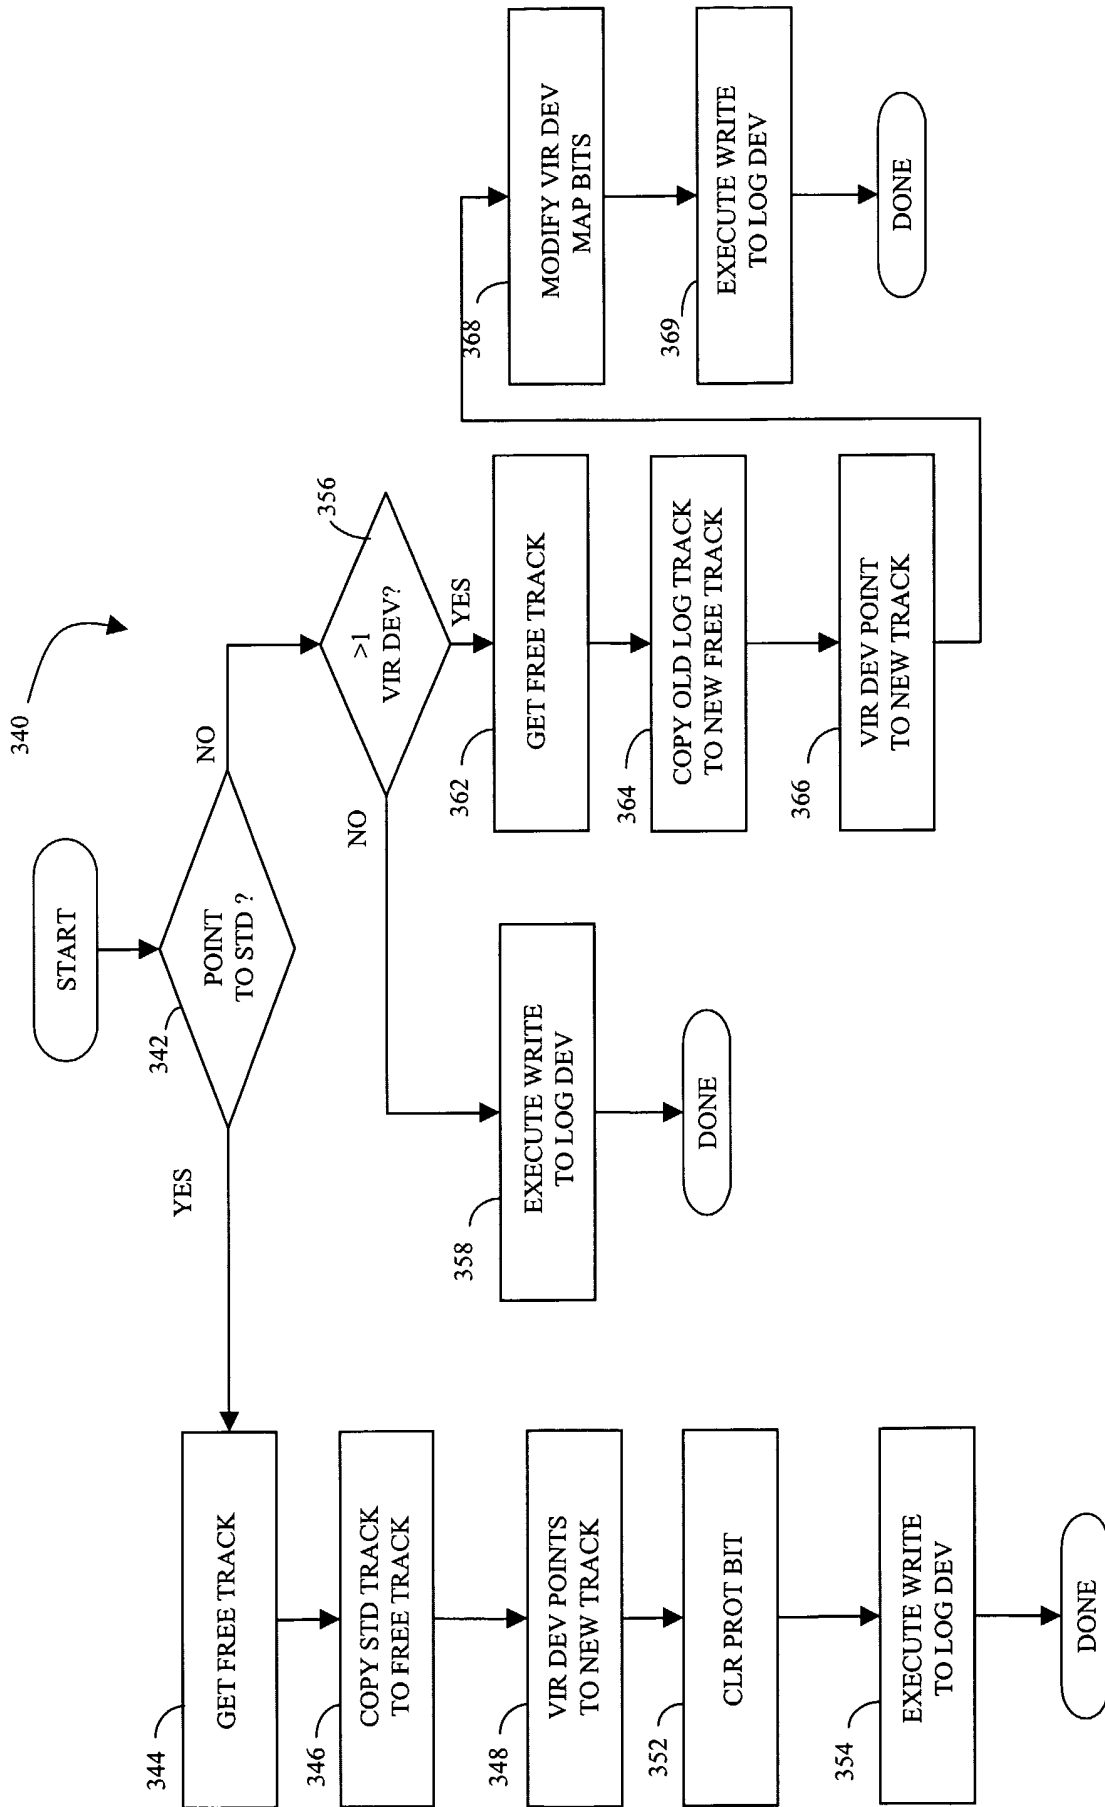 340
START
342
POINT
TO STD ?
YES
NO
344
GET FREE TRACK
346
COPY STD TRACK
TO FREE TRACK
348
VIR DEV POINTS
TO NEW TRACK
352
CLR PROT BIT
354
EXECUTE WRITE
TO LOG DEV
DONE
356
>1
VIR DEV?
NO
YES
358
EXECUTE WRITE
TO LOG DEV
DONE
362
GET FREE TRACK
364
COPY OLD LOG TRACK
TO NEW FREE TRACK
366
VIR DEV POINT
TO NEW TRACK
368
MODIFY VIR DEV
MAP BITS
369
EXECUTE WRITE
TO LOG DEV
DONE